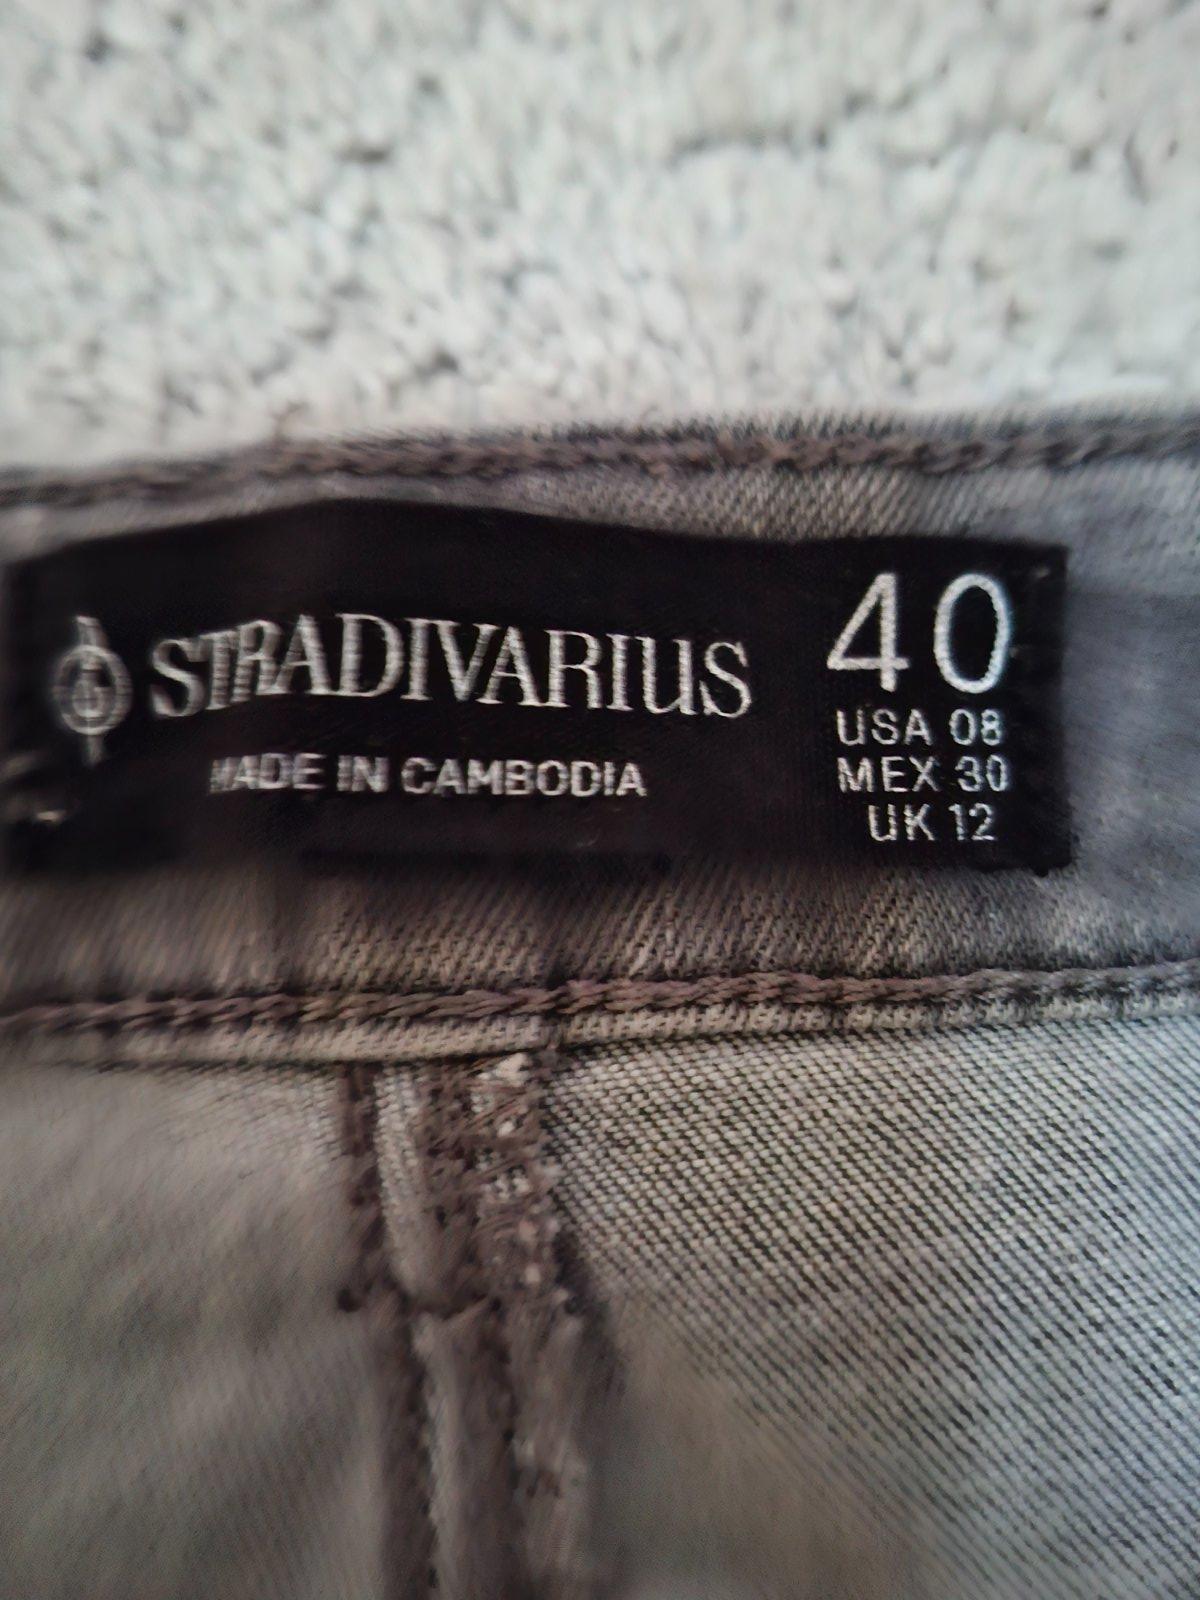 STRADIVARIUS
MADE IN CAMBODIA
40
USA 08
MEX 30
UK 12